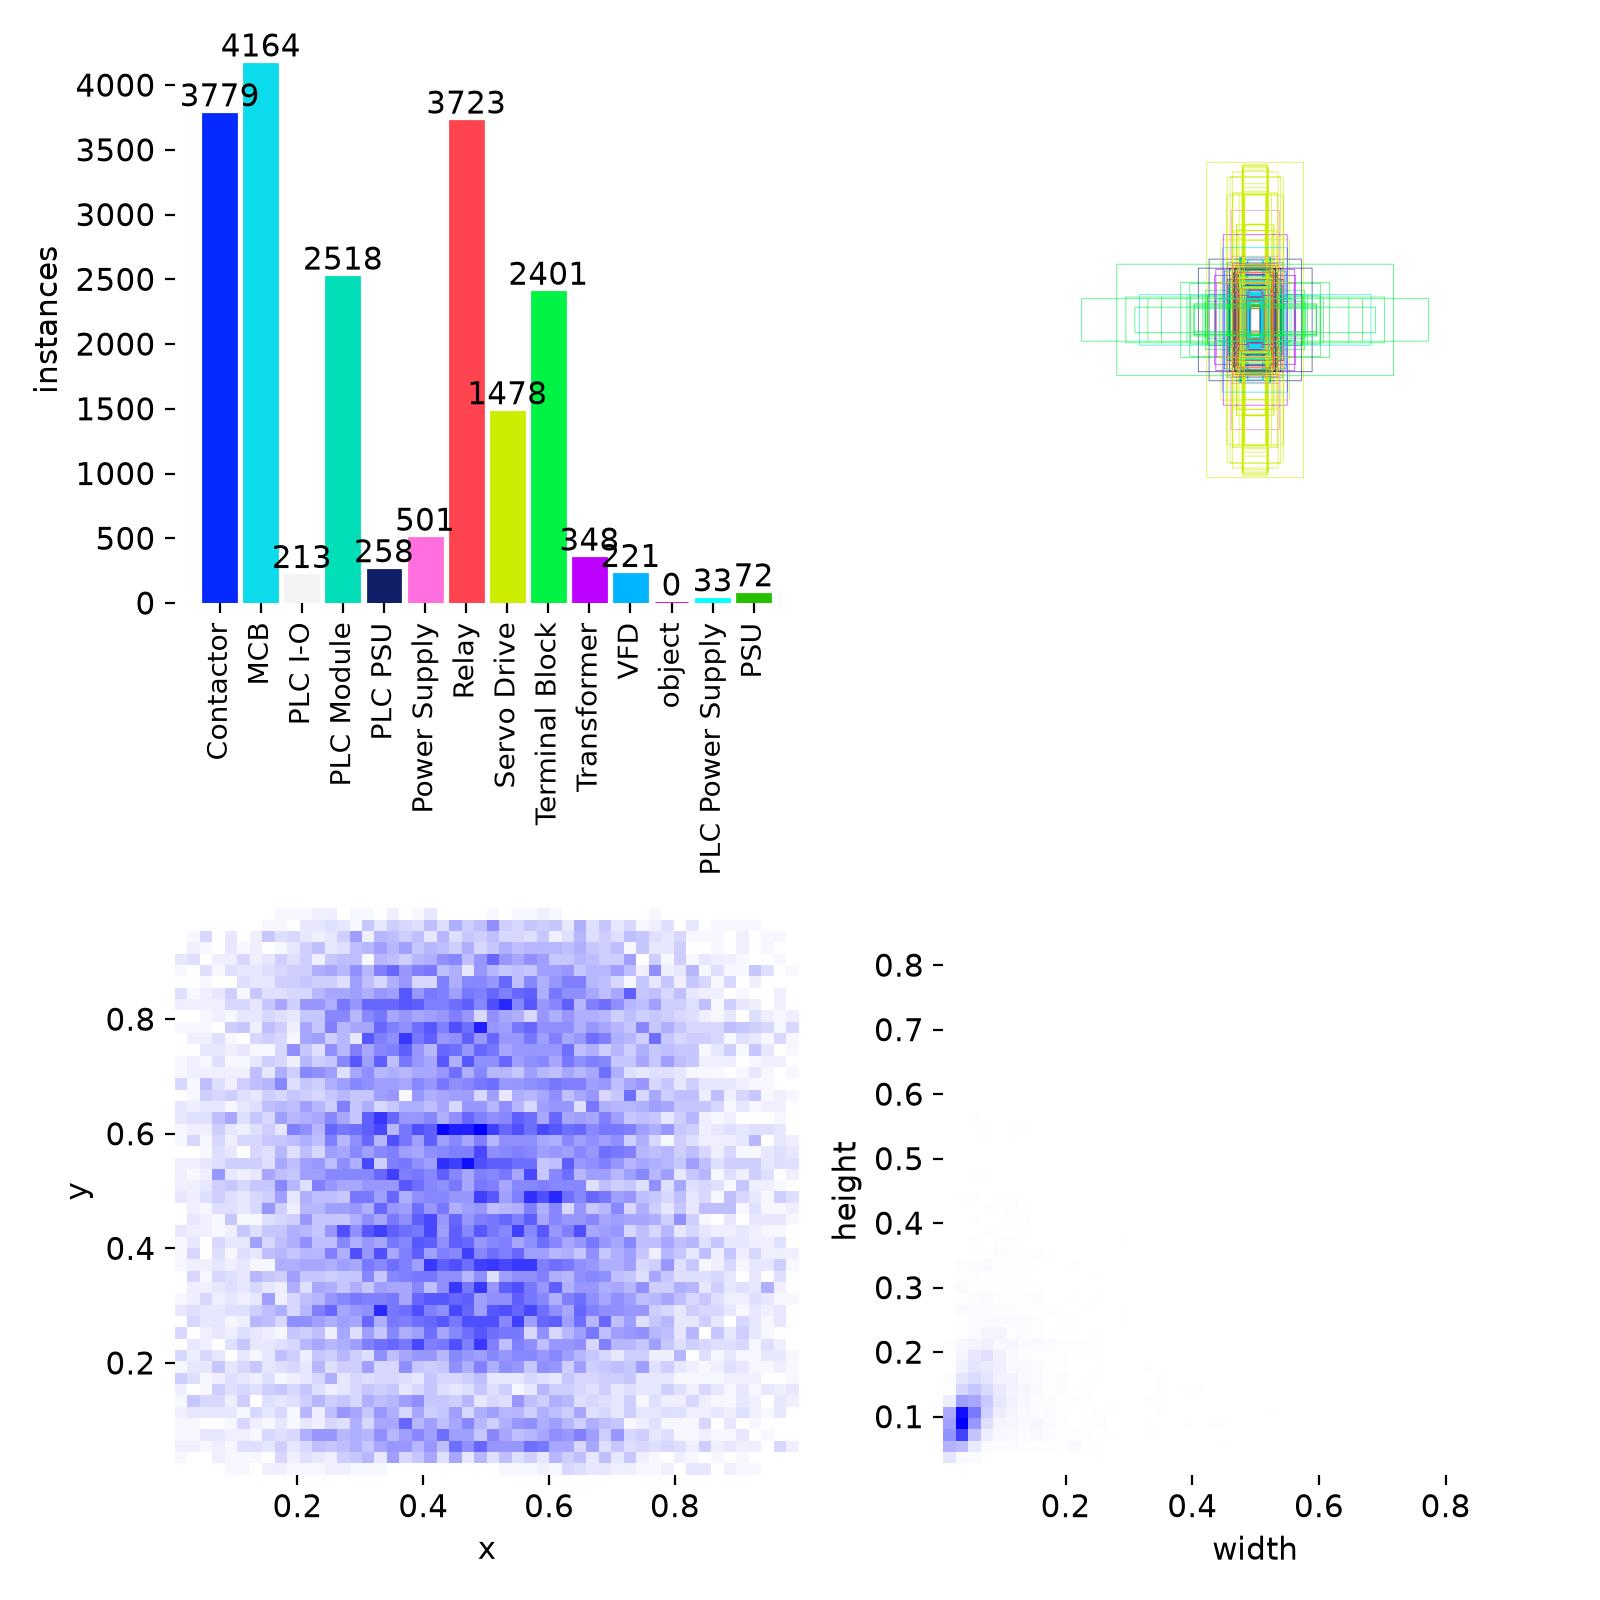 4164
3779
3723
2518
2401
1478
501
348
258
213
221
0
33
72
4000
3500
3000
2500
2000
1500
1000
500
0
instances
Contactor
MCB
PLC I-O
PLC Module
PLC PSU
Power Supply
Relay
Servo Drive
Terminal Block
Transformer
VFD
object
PLC Power Supply
PSU
0.8
0.6
0.4
0.2
y
0.2 0.4 0.6 0.8
x
0.8
0.7
0.6
0.5
0.4
0.3
0.2
0.1
height
0.2 0.4 0.6 0.8
width